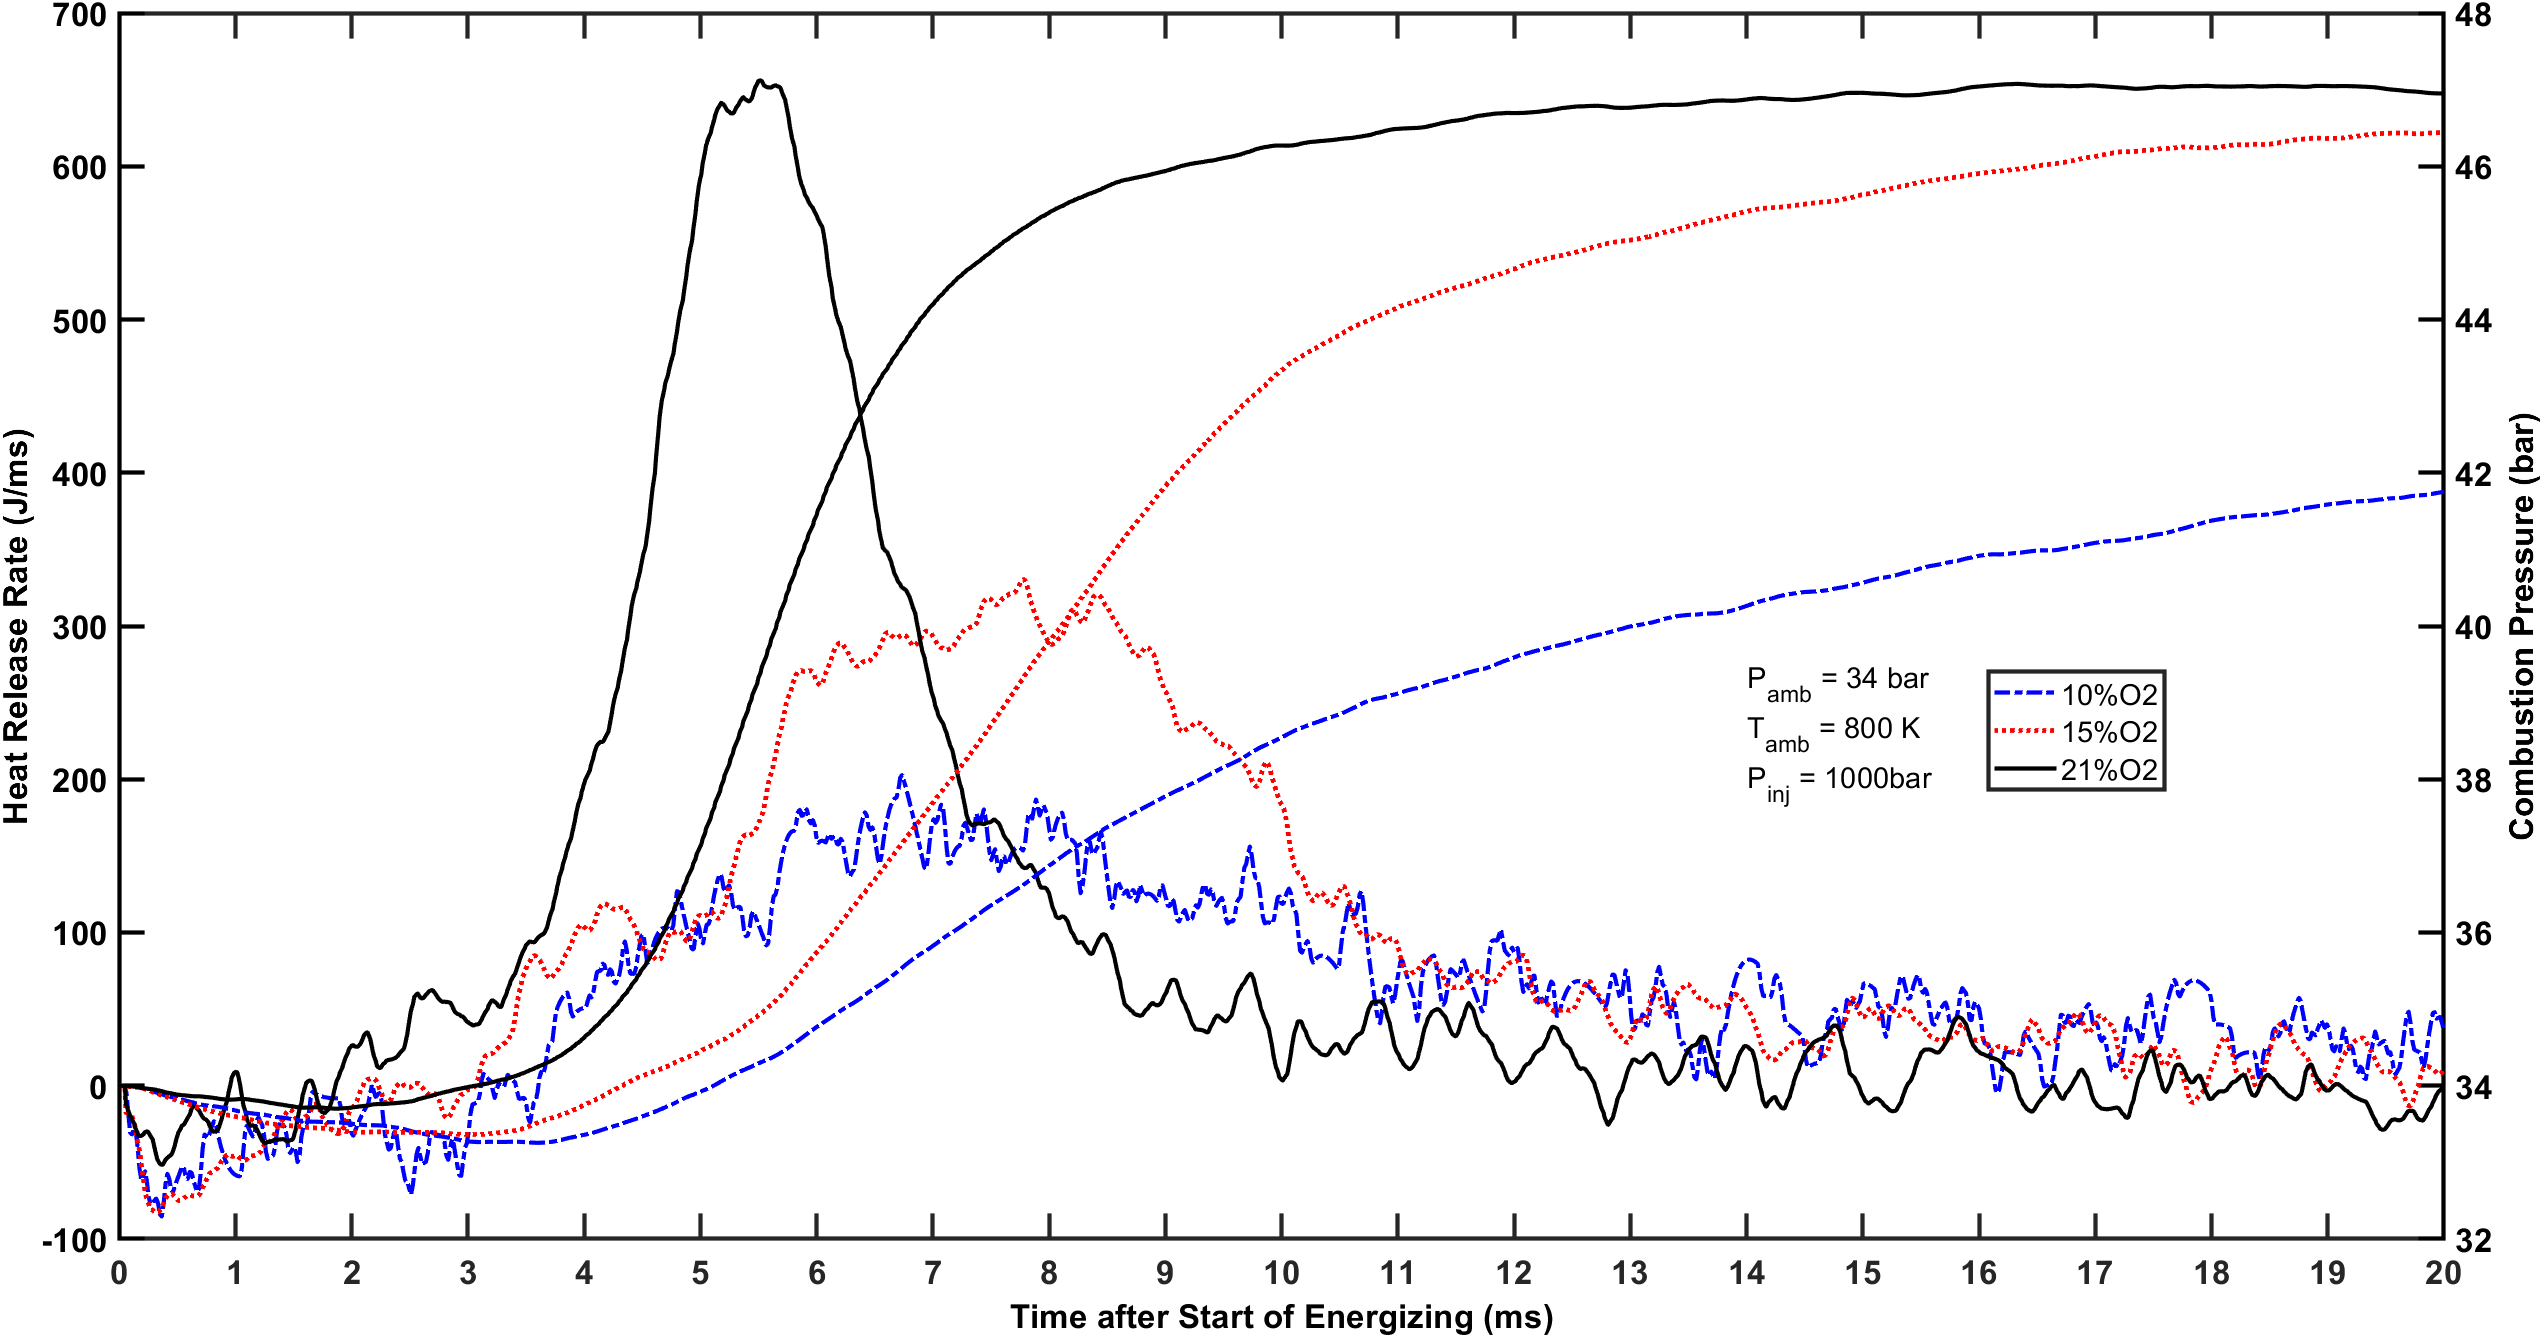 700
600
500
400
300
200
100
0
-100
Heat Release Rate (J/ms)
48
46
44
42
40
38
36
34
32
Combustion Pressure (bar)
P_amb = 34 bar
T_amb = 800 K
P_inj = 1000bar
10%O2
15%O2
21%O2
0 1 2 3 4 5 6 7 8 9 10 11 12 13 14 15 16 17 18 19 20
Time after Start of Energizing (ms)